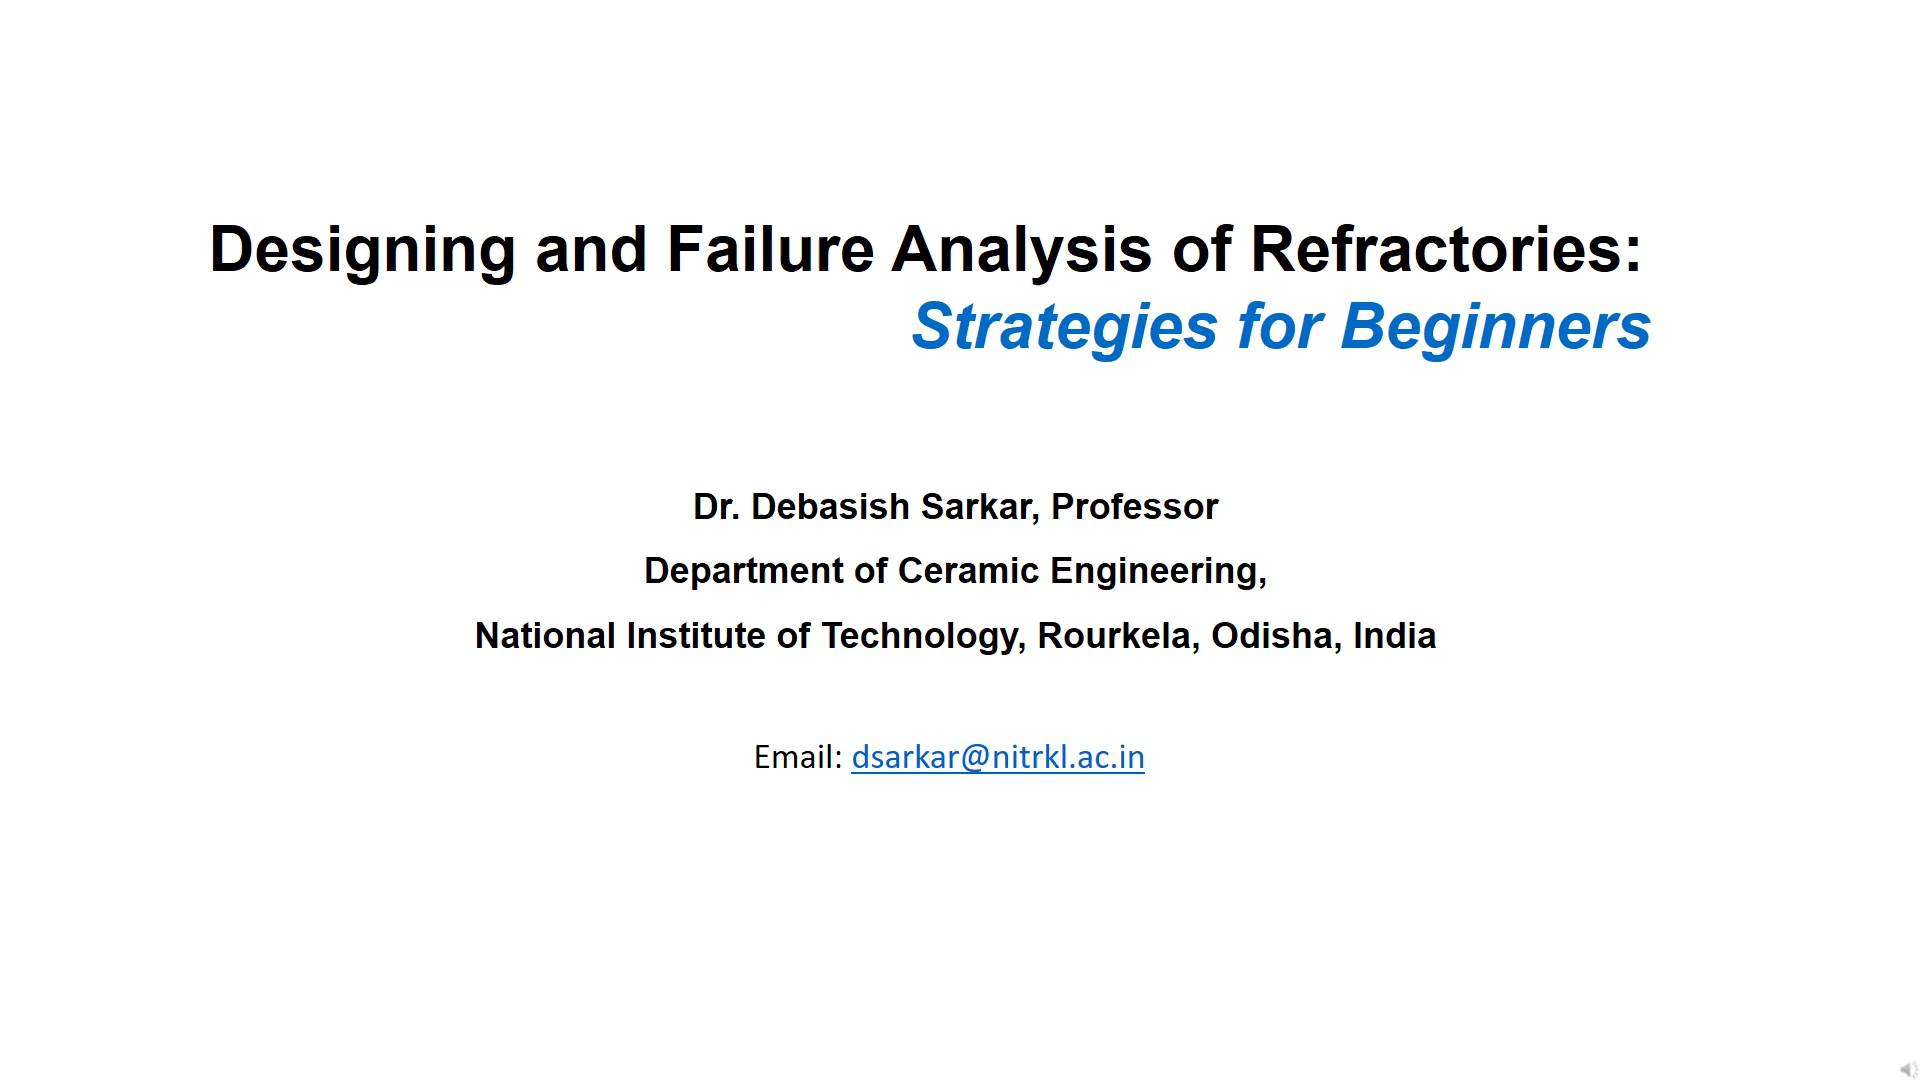 Designing and Failure Analysis of Refractories:
Strategies for Beginners
Dr. Debasish Sarkar, Professor
Department of Ceramic Engineering,
National Institute of Technology, Rourkela, Odisha, India
Email: dsarkar@nitrkl.ac.in